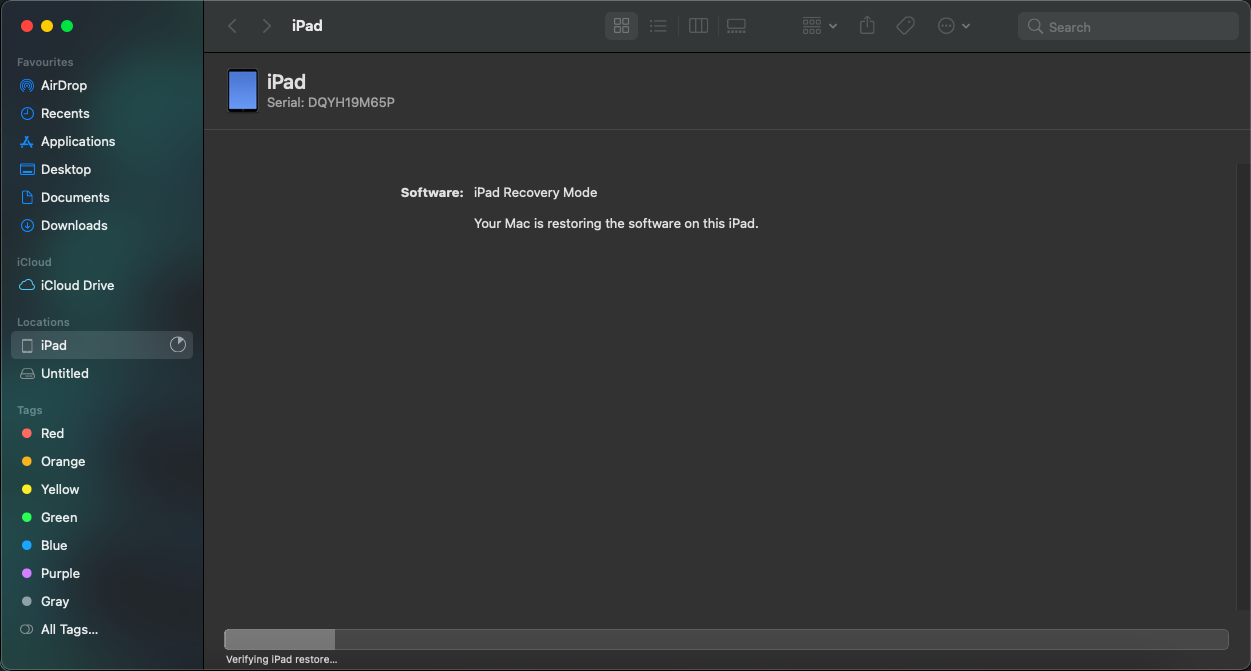 iPad
Search
Favourites
AirDrop
Recents
Applications
Desktop
Documents
Downloads
iCloud
iCloud Drive
Locations
iPad
Untitled
Tags
Red
Orange
Yellow
Green
Blue
Purple
Gray
All Tags...
iPad
Serial: DQYH19M65P
Software: iPad Recovery Mode
Your Mac is restoring the software on this iPad.
Verifying iPad restore...